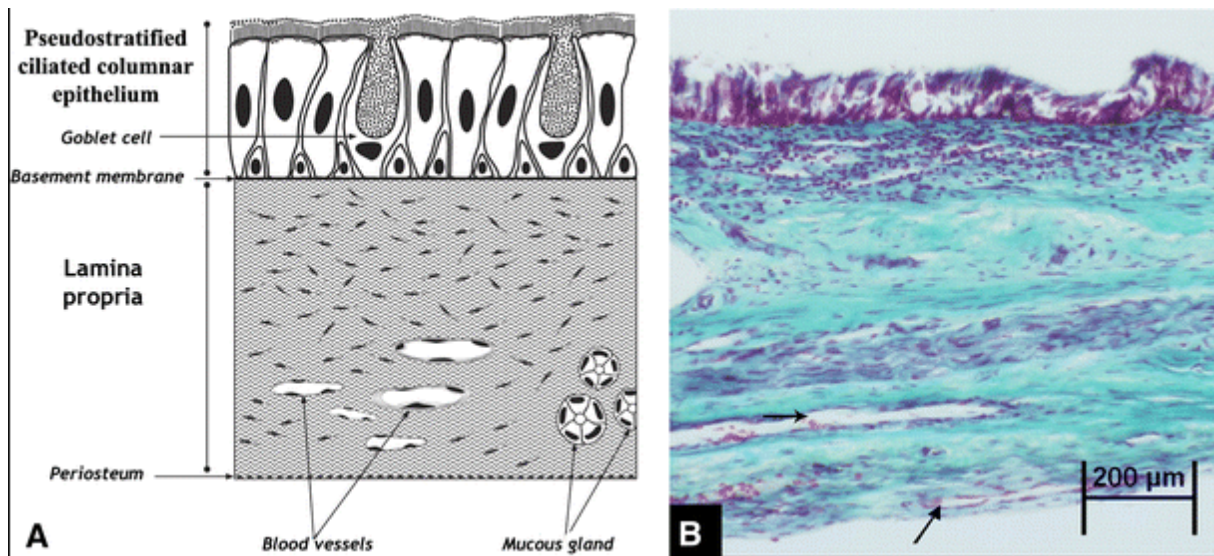 Pseudostratified
ciliated columnar
epithelium
Goblet cell
Basement membrane
Lamina
propria
Periosteum
Blood vessels
Mucous gland
A
B
200 µm